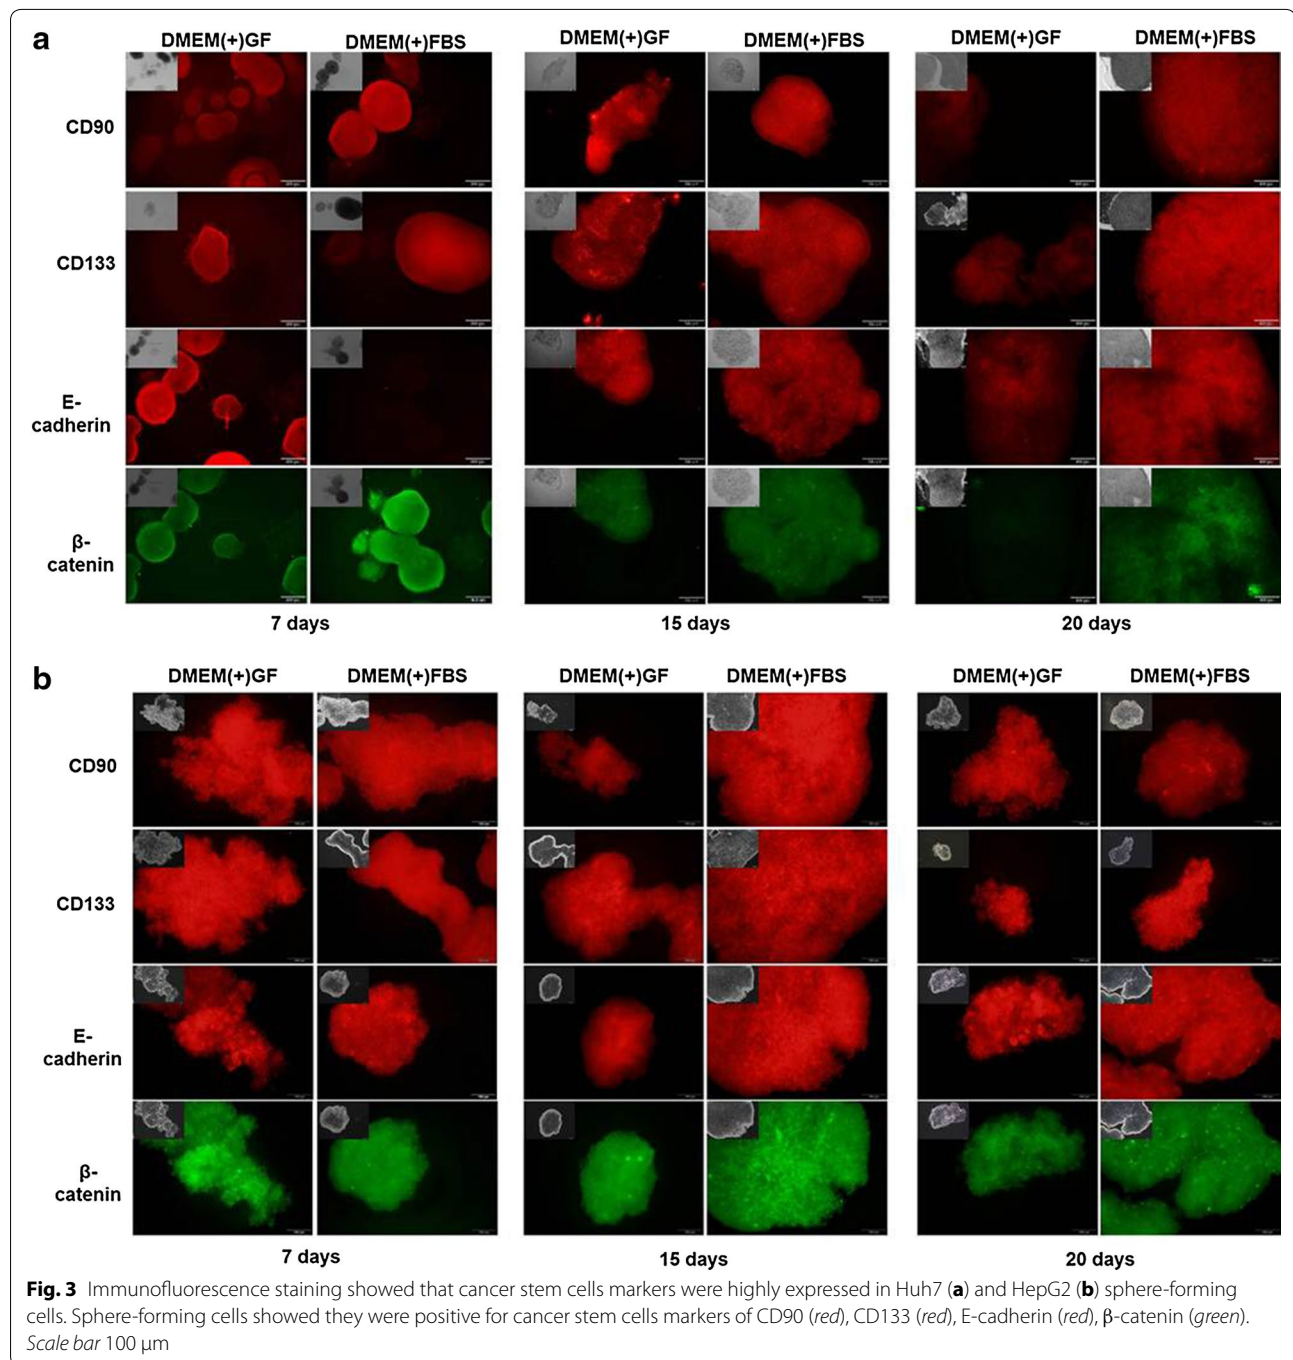 a
DMEM(+)GF DMEM(+)FBS DMEM(+)GF DMEM(+)FBS DMEM(+)GF DMEM(+)FBS
CD90
CD133
E-
cadherin
β-
catenin
7 days 15 days 20 days
b
DMEM(+)GF DMEM(+)FBS DMEM(+)GF DMEM(+)FBS DMEM(+)GF DMEM(+)FBS
CD90
CD133
E-
cadherin
β-
catenin
7 days 15 days 20 days
Fig. 3 Immunofluorescence staining showed that cancer stem cells markers were highly expressed in Huh7 (a) and HepG2 (b) sphere-forming
cells. Sphere-forming cells showed they were positive for cancer stem cells markers of CD90 (red), CD133 (red), E-cadherin (red), β-catenin (green).
Scale bar 100 μm